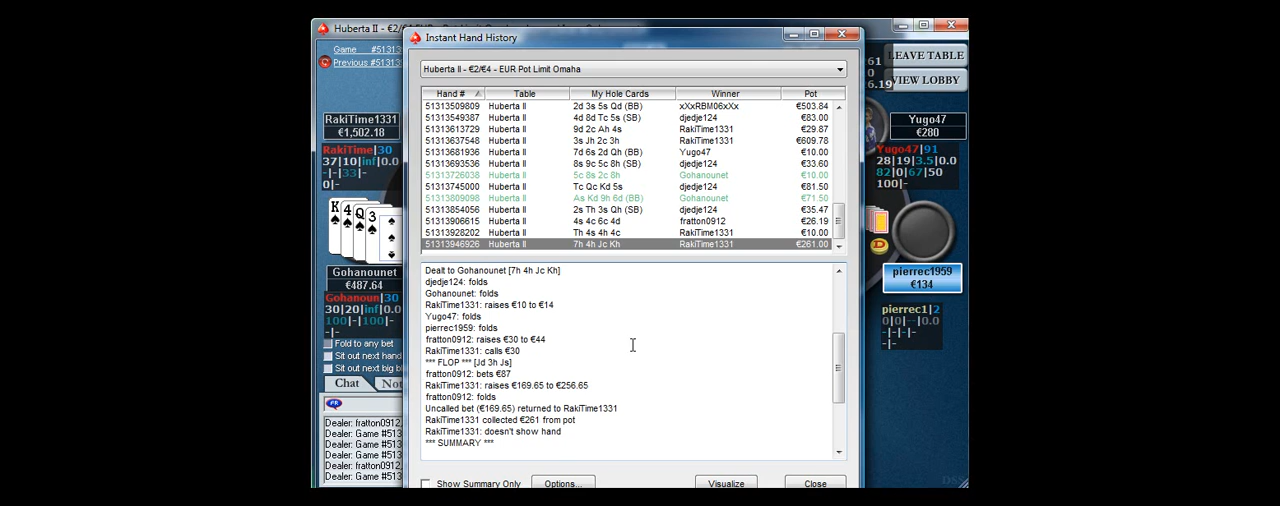 Huberta II - €2/€4 EUR
Instant Hand History
Game #51313
Previous #51313
LEAVE TABLE
VIEW LOBBY
61
0
6.19
Huberta II - €2/€4 - EUR Pot Limit Omaha
Hand # Table My Hole Cards Winner Pot
51313509809 Huberta II 2d 3s 5s Qd (BB) xXxRBM06xXx €503.84
51313549387 Huberta II 4d 8d Tc 5s (SB) djedje124 €83.00
51313613729 Huberta II 9d 2c Ah 4s RakiTime1331 €29.87
51313637548 Huberta II 3s Jh 2c 3h RakiTime1331 €609.78
51313681936 Huberta II 7d 6s 2d Qh (BB) Yugo47 €10.00
51313693536 Huberta II 8s 9c 5c 8h (SB) djedje124 €33.60
51313726038 Huberta II 5c 8s 2c 8h Gohanounet €10.00
51313745000 Huberta II Tc Qc Kd 5s djedje124 €81.50
51313809098 Huberta II As Kd 9h 6d (BB) Gohanounet €71.50
51313854056 Huberta II 2s Th 3s Qh (SB) djedje124 €35.47
51313906615 Huberta II 4s 4c 6c 4d fratton0912 €26.19
51313928202 Huberta II Th 4s 4h 4c RakiTime1331 €10.00
51313946926 Huberta II 7h 4h Jc Kh RakiTime1331 €261.00
RakiTime1331
€1,502.18
RakiTime|30
37|10|inf|0.0
-|-|33|-
0|-
K 4 Q 3
Gohanounet
€487.64
Gohanoun|30
30|20|inf|0.0
100|-|100|-
-|-
Fold to any bet
Sit out next hand
Sit out next big b
Chat
Not
FR
Dealer: fratton0912,
Dealer: Game #513
Dealer: Game #513
Dealer: Game #513
Dealer: fratton0912,
Dealer: Game #513
Dealt to Gohanounet [7h 4h Jc Kh]
djedje124: folds
Gohanounet: folds
RakiTime1331: raises €10 to €14
Yugo47: folds
pierrec1959: folds
fratton0912: raises €30 to €44
RakiTime1331: calls €30
*** FLOP *** [Jd 3h Js]
fratton0912: bets €87
RakiTime1331: raises €169.65 to €256.65
fratton0912: folds
Uncalled bet (€169.65) returned to RakiTime1331
RakiTime1331 collected €261 from pot
RakiTime1331: doesn't show hand
*** SUMMARY ***
Show Summary Only
Options...
Visualize
Close
Yugo47
€280
Yugo47|91
28|19|3.5|0.0
82|0|67|50
100|-
D
pierrec1959
€134
pierrec1|2
0|0|--|0.0
-|-|-|-
-|-